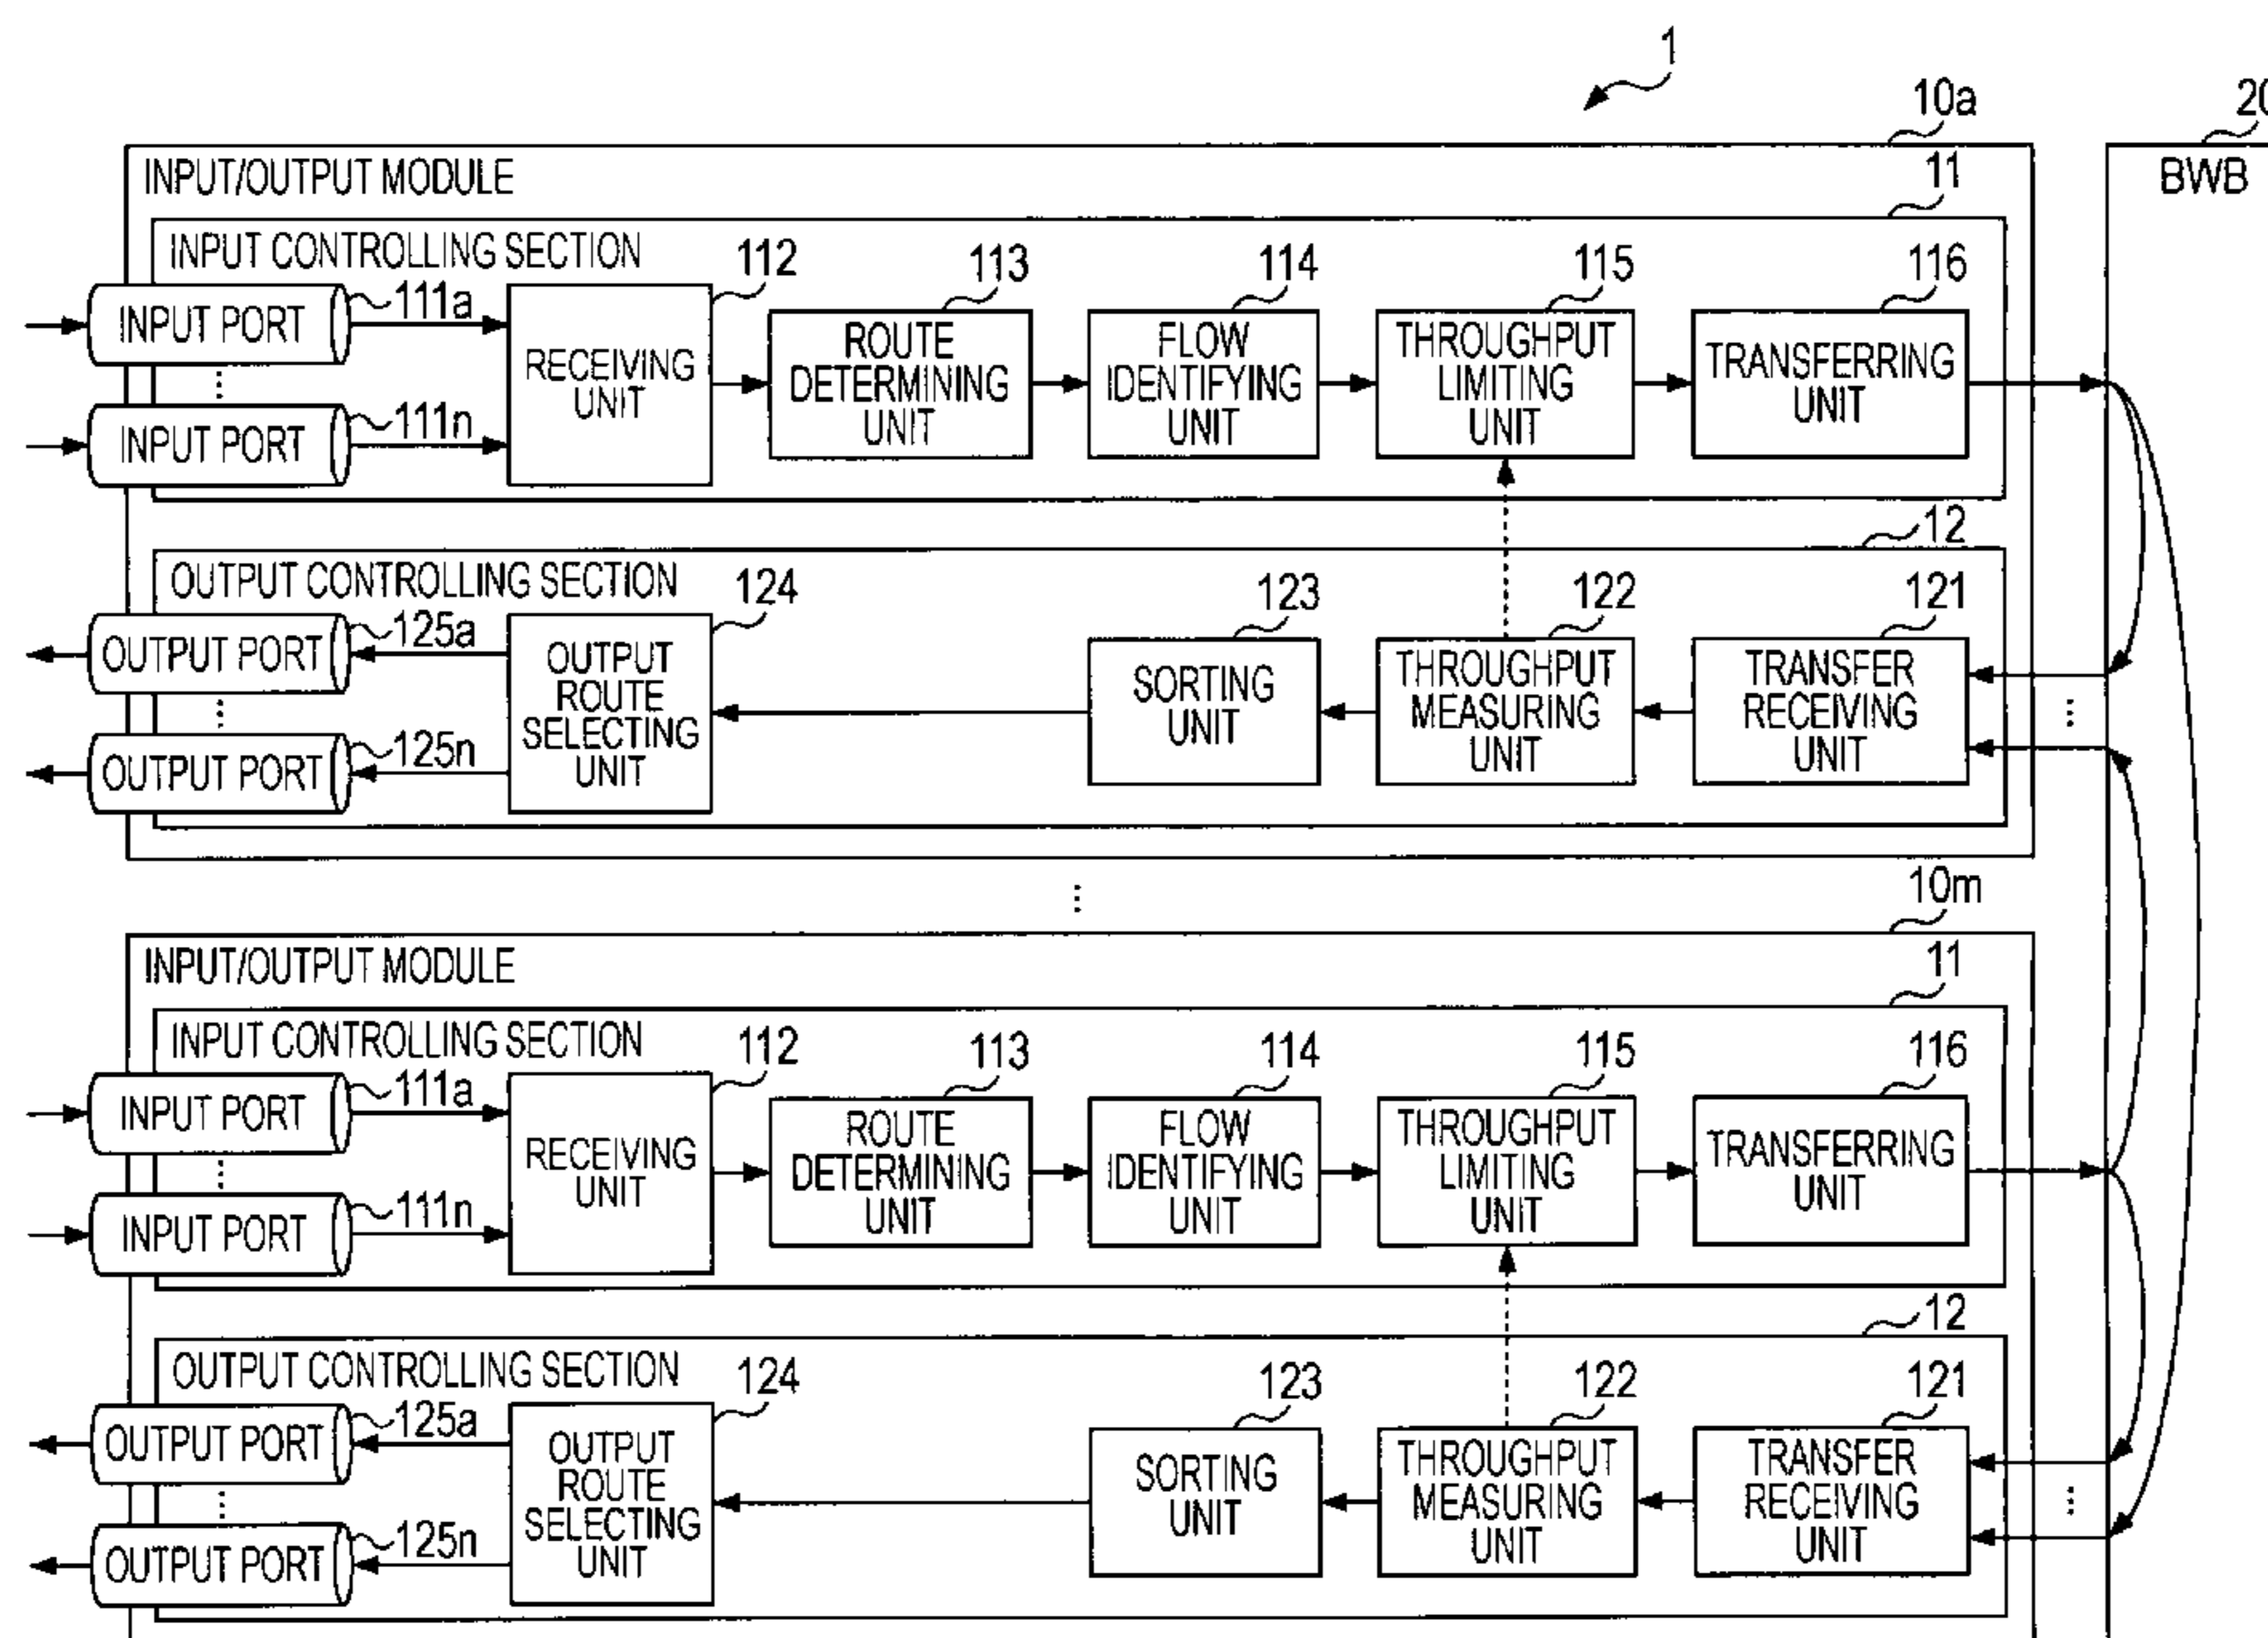 1
10a
20
INPUT/OUTPUT MODULE
BWB
11
INPUT CONTROLLING SECTION
112
113
114
115
116
INPUT PORT
111a
INPUT PORT
111n
RECEIVING
UNIT
ROUTE
DETERMINING
UNIT
FLOW
IDENTIFYING
UNIT
THROUGHPUT
LIMITING
UNIT
TRANSFERRING
UNIT
12
OUTPUT CONTROLLING SECTION
124
123
122
121
OUTPUT PORT
125a
OUTPUT PORT
125n
OUTPUT
ROUTE
SELECTING
UNIT
SORTING
UNIT
THROUGHPUT
MEASURING
UNIT
TRANSFER
RECEIVING
UNIT
10m
INPUT/OUTPUT MODULE
11
INPUT CONTROLLING SECTION
112
113
114
115
116
INPUT PORT
111a
INPUT PORT
111n
RECEIVING
UNIT
ROUTE
DETERMINING
UNIT
FLOW
IDENTIFYING
UNIT
THROUGHPUT
LIMITING
UNIT
TRANSFERRING
UNIT
12
OUTPUT CONTROLLING SECTION
124
123
122
121
OUTPUT PORT
125a
OUTPUT PORT
125n
OUTPUT
ROUTE
SELECTING
UNIT
SORTING
UNIT
THROUGHPUT
MEASURING
UNIT
TRANSFER
RECEIVING
UNIT